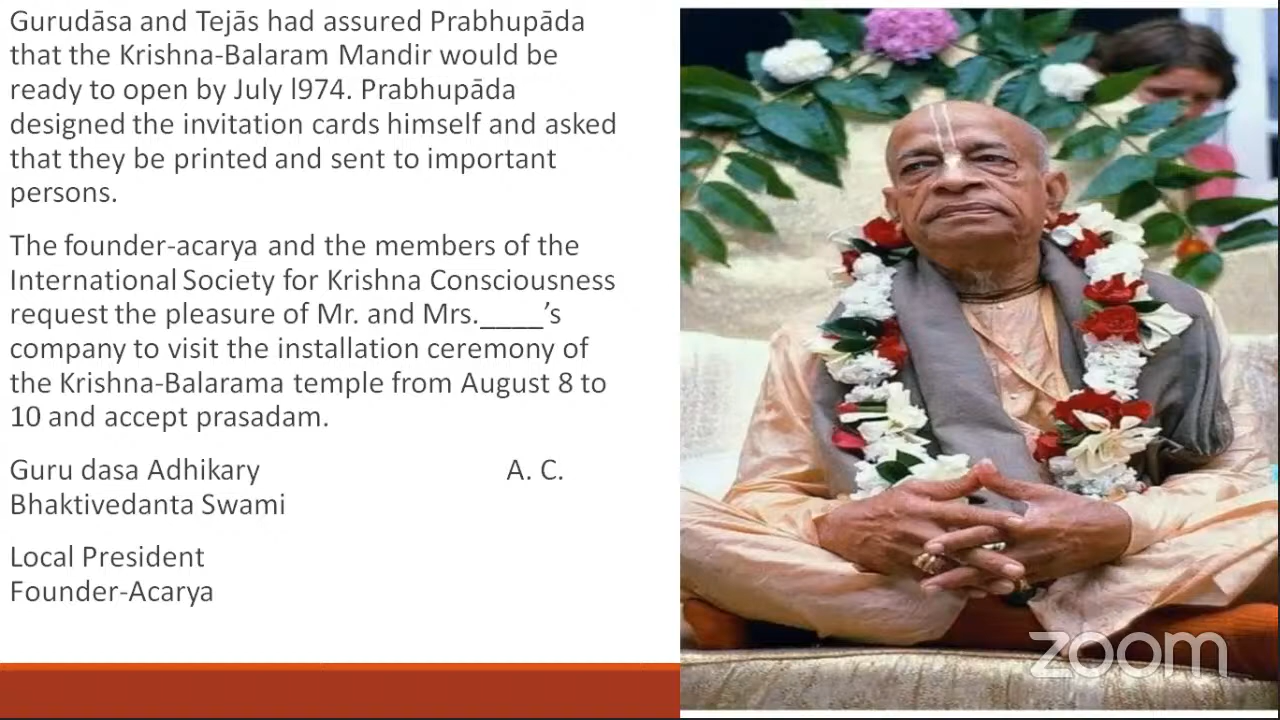 Gurudāsa and Tejās had assured Prabhupāda
that the Krishna-Balaram Mandir would be
ready to open by July l974. Prabhupāda
designed the invitation cards himself and asked
that they be printed and sent to important
persons.
The founder-acarya and the members of the
International Society for Krishna Consciousness
request the pleasure of Mr. and Mrs.____’s
company to visit the installation ceremony of
the Krishna-Balarama temple from August 8 to
10 and accept prasadam.
Guru dasa Adhikary A. C.
Bhaktivedanta Swami
Local President
Founder-Acarya
zoom